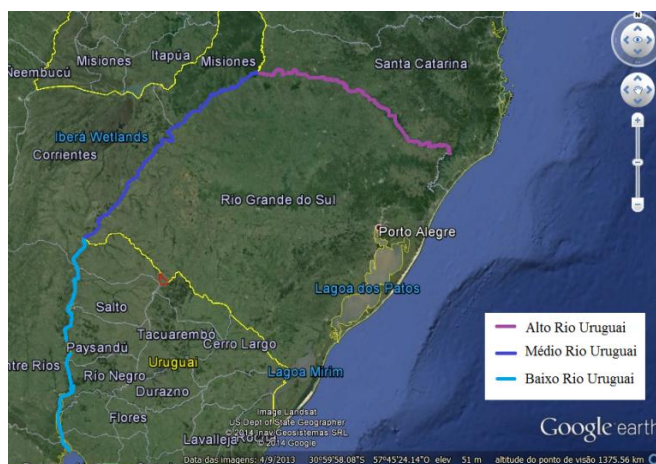 N
Misiones
Itapúa
Misiones
Ñeembucú
Santa Catarina
Iberá Wetlands
Corrientes
Rio Grande do Sul
Porto Alegre
Lagoa dos Patos
Salto
Tacuarembó
Paysandú
Cerro Largo
Entre Ríos
Uruguai
Lagoa Mirim
Río Negro
Durazno
Flores
Lavalleja
Rocha
Alto Rio Uruguai
Médio Rio Uruguai
Baixo Rio Uruguai
Image Landsat
US Dept of State Geographer
© 2014 Inav/Geosistemas SRL
© 2014 Google
Google earth
Data das imagens: 4/9/2013 30°59'58.08"S 57°45'24.14"O elev 51 m altitude do ponto de visão 1375.56 km